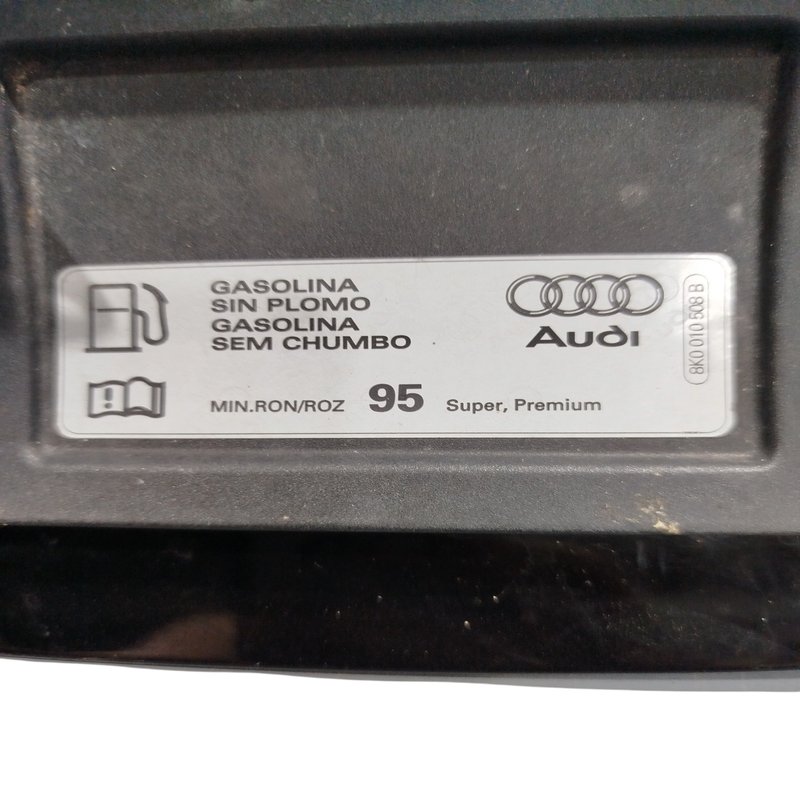 GASOLINA
SIN PLOMO
GASOLINA
SEM CHUMBO
MIN.RON/ROZ 95 Super, Premium
Audi
8K0 010 508 B